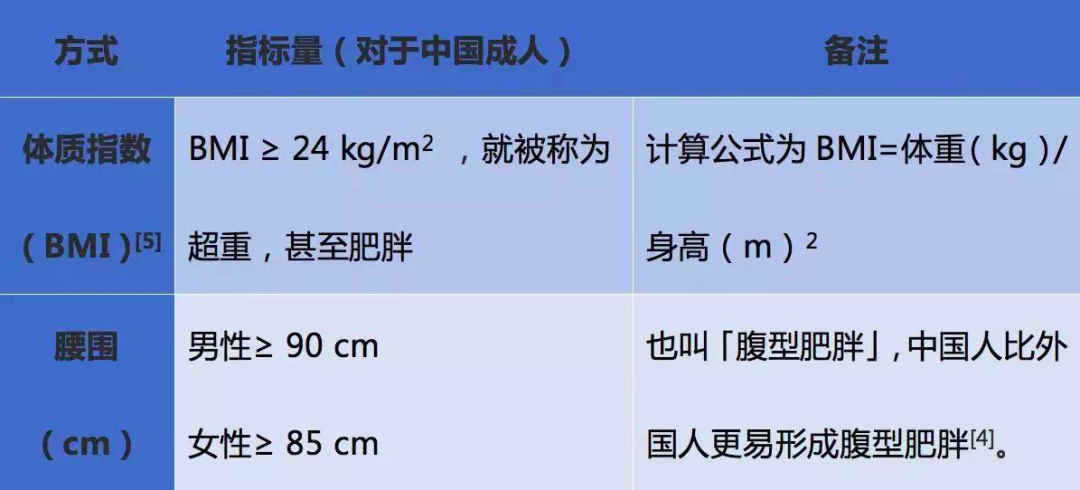 方式 指标量（对于中国成人） 备注
体质指数 BMI ≥ 24 kg/m²，就被称为 计算公式为 BMI=体重（kg）/
（BMI）[5] 超重，甚至肥胖 身高（m）²
腰围 男性≥ 90 cm 也叫「腹型肥胖」，中国人比外
（cm） 女性≥ 85 cm 国人更易形成腹型肥胖[4]。